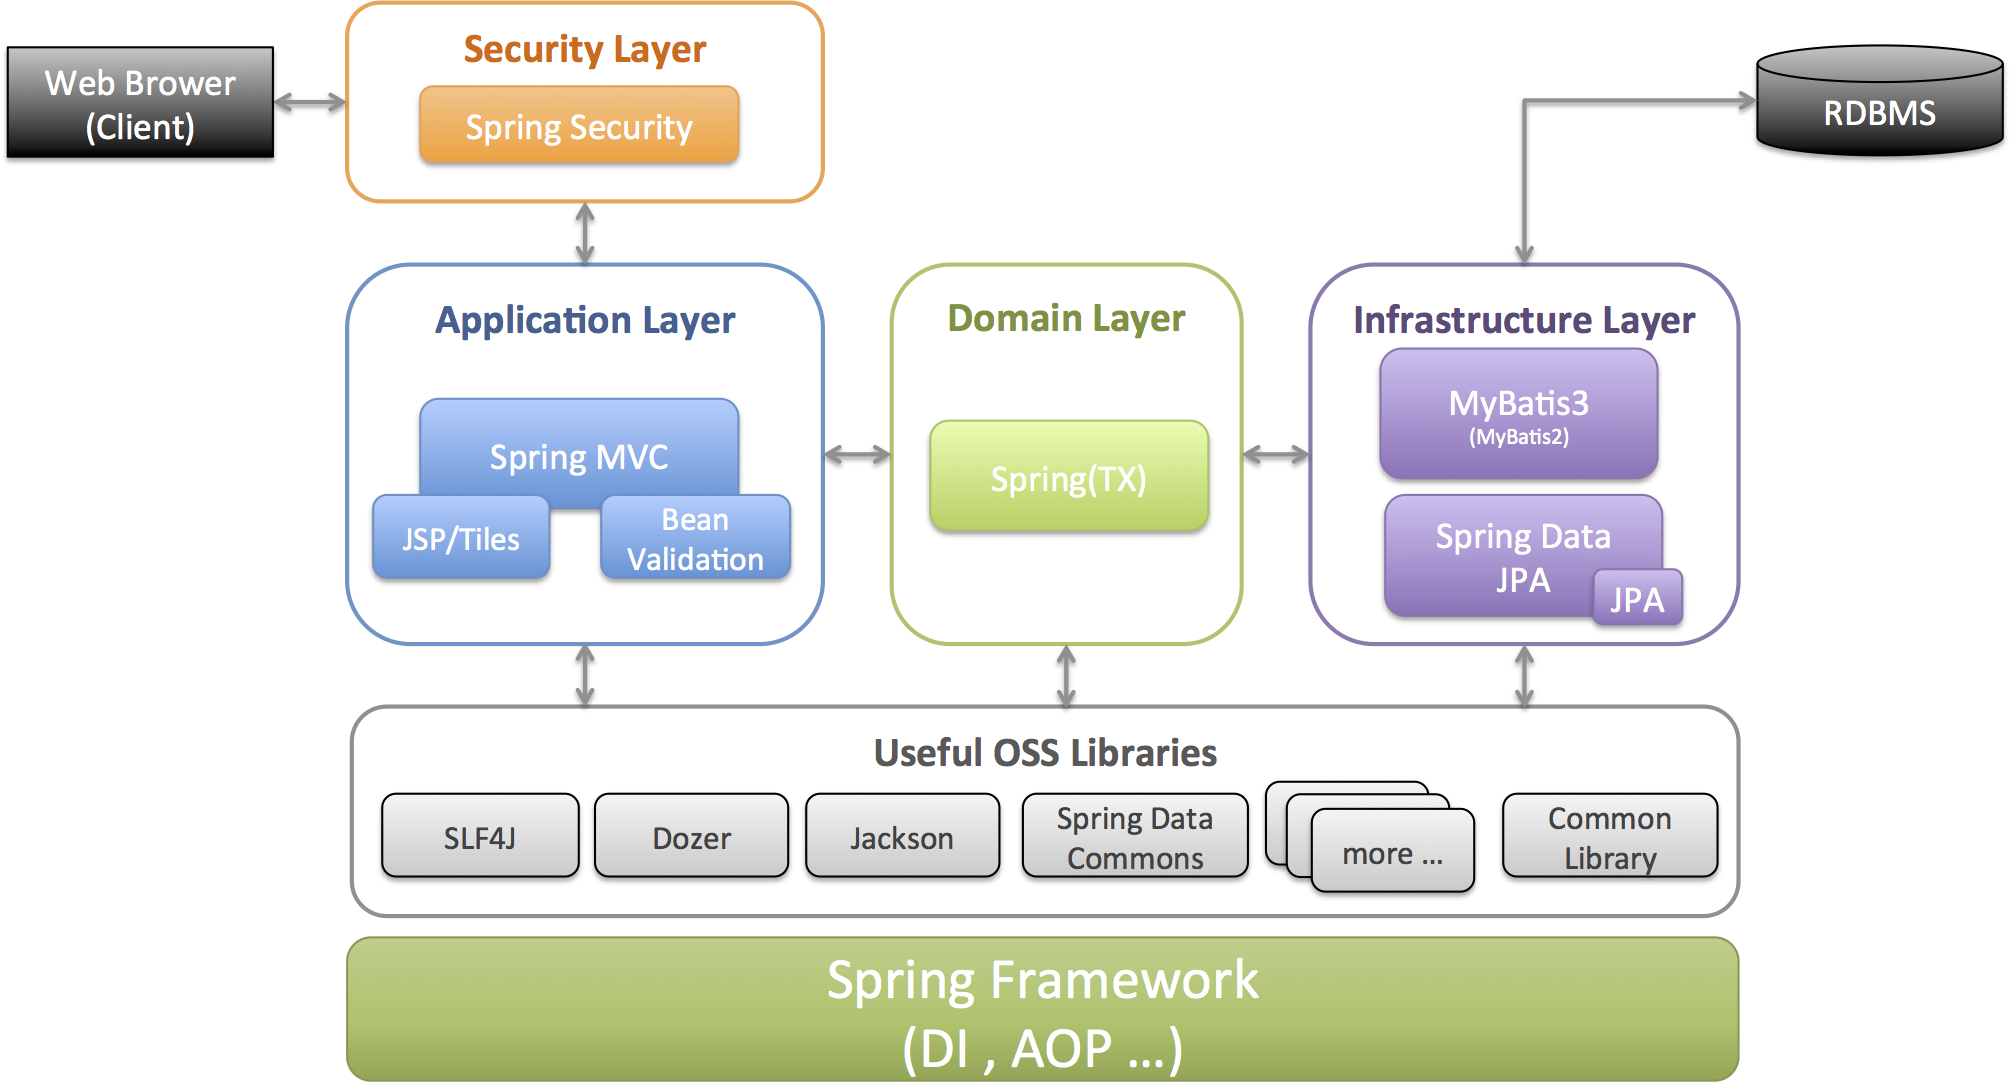 Web Brower
(Client)
Security Layer
Spring Security
RDBMS
Application Layer
Spring MVC
JSP/Tiles
Bean
Validation
Domain Layer
Spring(TX)
Infrastructure Layer
MyBatis3
(MyBatis2)
Spring Data
JPA
JPA
Useful OSS Libraries
SLF4J
Dozer
Jackson
Spring Data
Commons
more ...
Common
Library
Spring Framework
(DI , AOP ...)